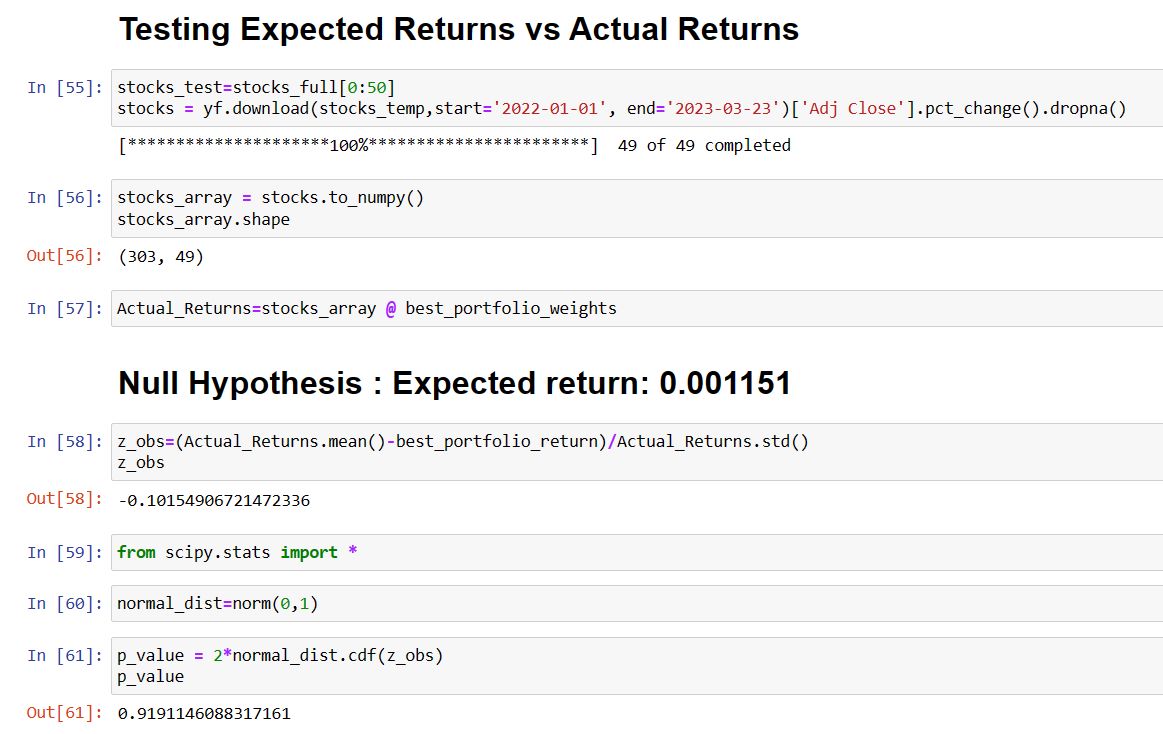 Testing Expected Returns vs Actual Returns
In [55]: stocks_test=stocks_full[0:50]
stocks = yf.download(stocks_temp,start='2022-01-01', end='2023-03-23')['Adj Close'].pct_change().dropna()
[*********************100%***********************]  49 of 49 completed
In [56]: stocks_array = stocks.to_numpy()
stocks_array.shape
Out[56]: (303, 49)
In [57]: Actual_Returns=stocks_array @ best_portfolio_weights
Null Hypothesis : Expected return: 0.001151
In [58]: z_obs=(Actual_Returns.mean()-best_portfolio_return)/Actual_Returns.std()
z_obs
Out[58]: -0.10154906721472336
In [59]: from scipy.stats import *
In [60]: normal_dist=norm(0,1)
In [61]: p_value = 2*normal_dist.cdf(z_obs)
p_value
Out[61]: 0.9191146088317161